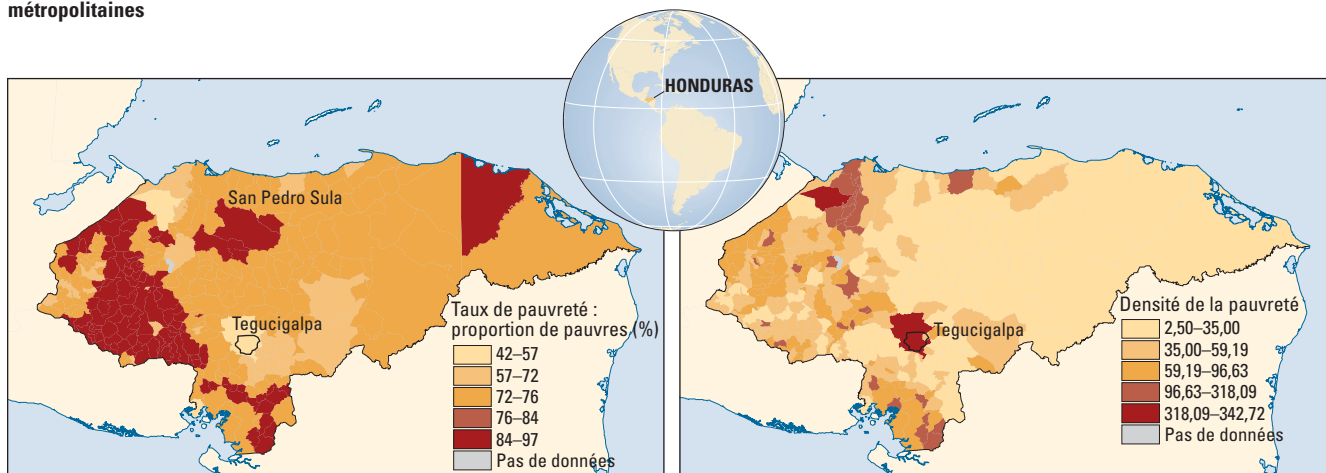 métropolitaines
HONDURAS
San Pedro Sula
Tegucigalpa
Taux de pauvreté :
proportion de pauvres (%)
42–57
57–72
72–76
76–84
84–97
Pas de données
Tegucigalpa
Densité de la pauvreté
2,50–35,00
35,00–59,19
59,19–96,63
96,63–318,09
318,09–342,72
Pas de données